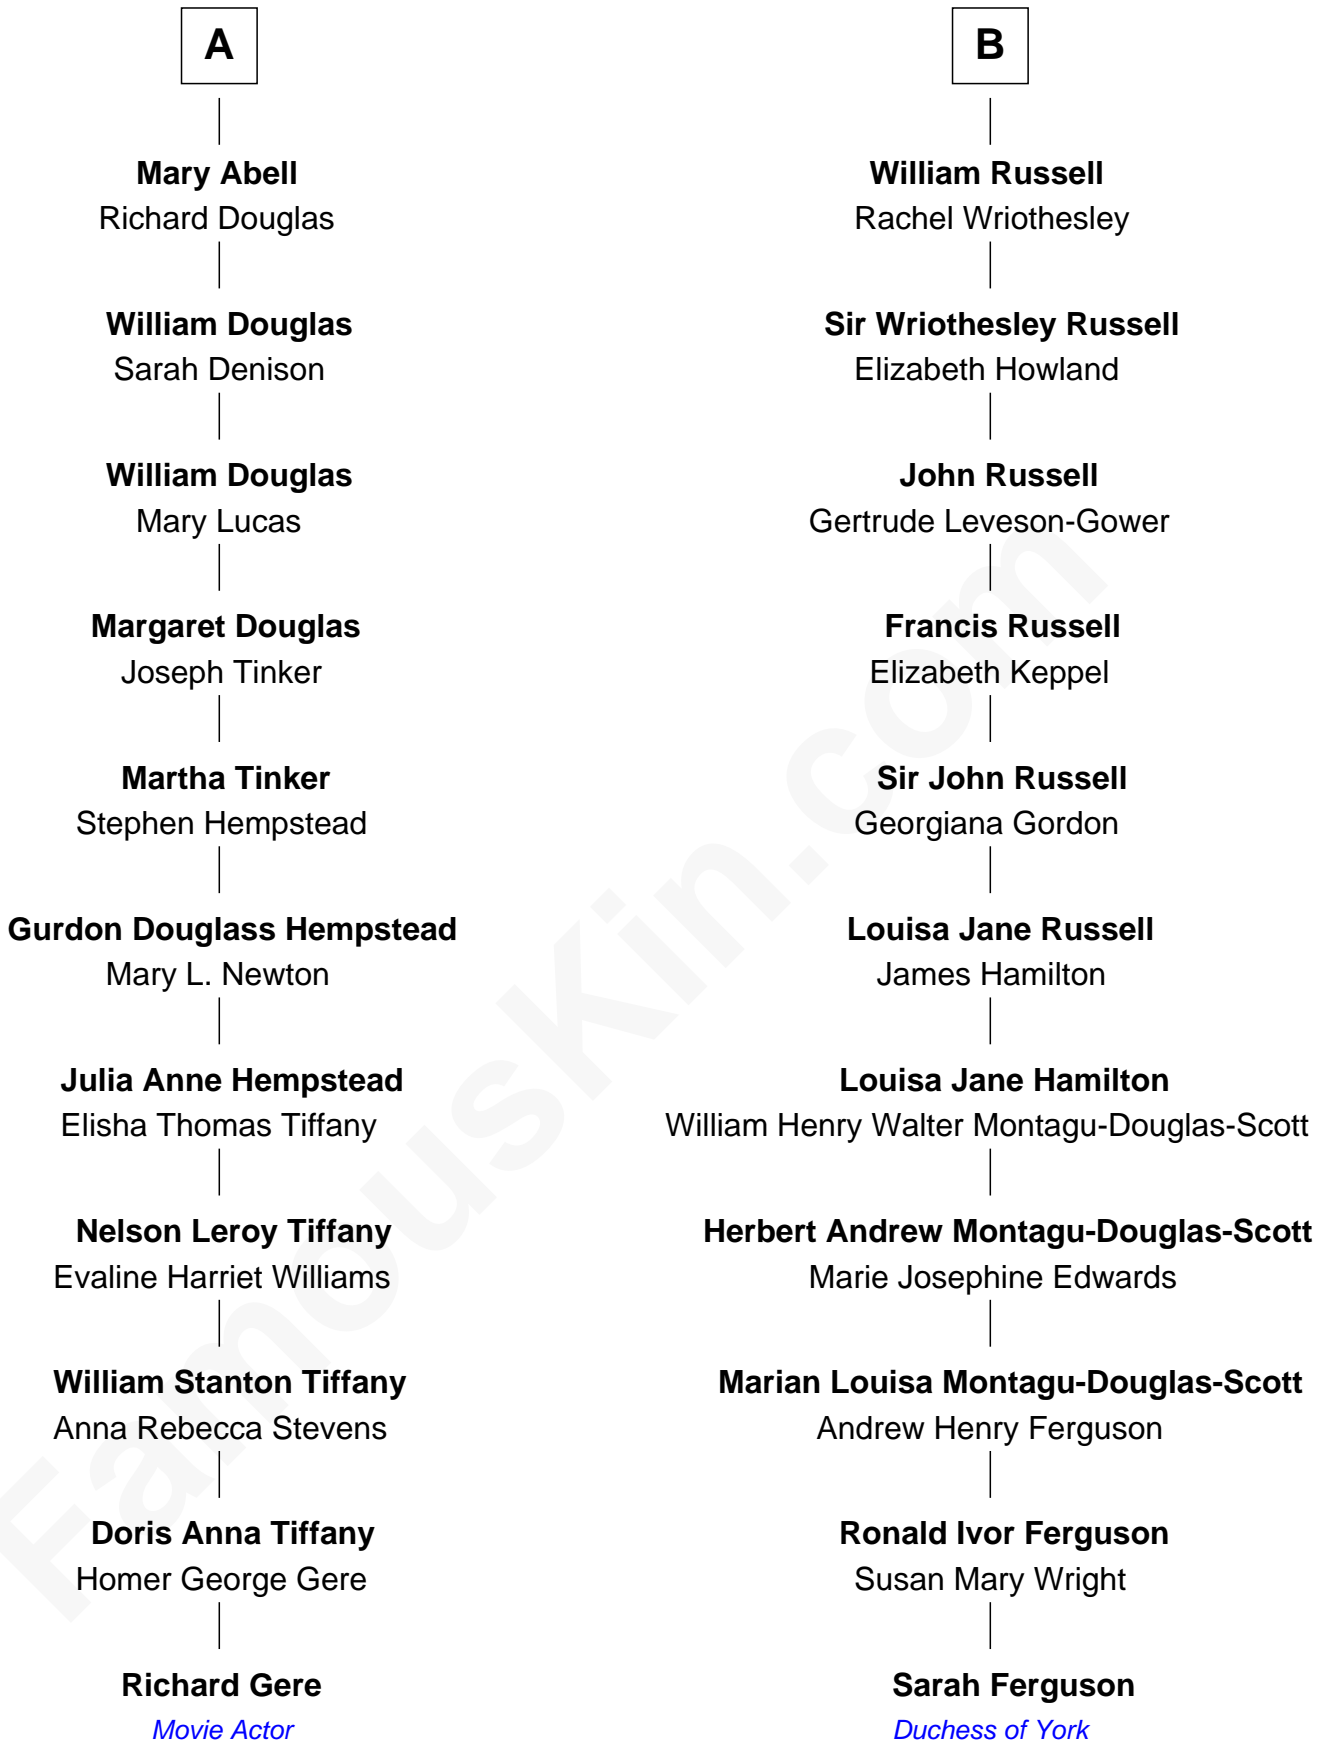 A
Mary Abell
Richard Douglas
William Douglas
Sarah Denison
William Douglas
Mary Lucas
Margaret Douglas
Joseph Tinker
Martha Tinker
Stephen Hempstead
Gurdon Douglass Hempstead
Mary L. Newton
Julia Anne Hempstead
Elisha Thomas Tiffany
Nelson Leroy Tiffany
Evaline Harriet Williams
William Stanton Tiffany
Anna Rebecca Stevens
Doris Anna Tiffany
Homer George Gere
Richard Gere
Movie Actor
B
William Russell
Rachel Wriothesley
Sir Wriothesley Russell
Elizabeth Howland
John Russell
Gertrude Leveson-Gower
Francis Russell
Elizabeth Keppel
Sir John Russell
Georgiana Gordon
Louisa Jane Russell
James Hamilton
Louisa Jane Hamilton
William Henry Walter Montagu-Douglas-Scott
Herbert Andrew Montagu-Douglas-Scott
Marie Josephine Edwards
Marian Louisa Montagu-Douglas-Scott
Andrew Henry Ferguson
Ronald Ivor Ferguson
Susan Mary Wright
Sarah Ferguson
Duchess of York
FamousKin.com